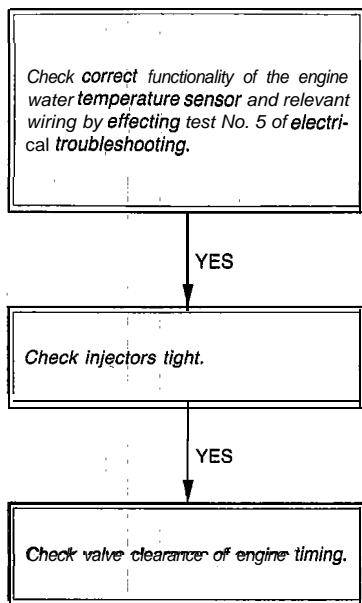 Check correct functionality of the engine
water temperature sensor and relevant
wiring by effecting test No. 5 of electri-
cal troubleshooting.
YES
Check injectors tight.
YES
Check valve clearance of engine timing.